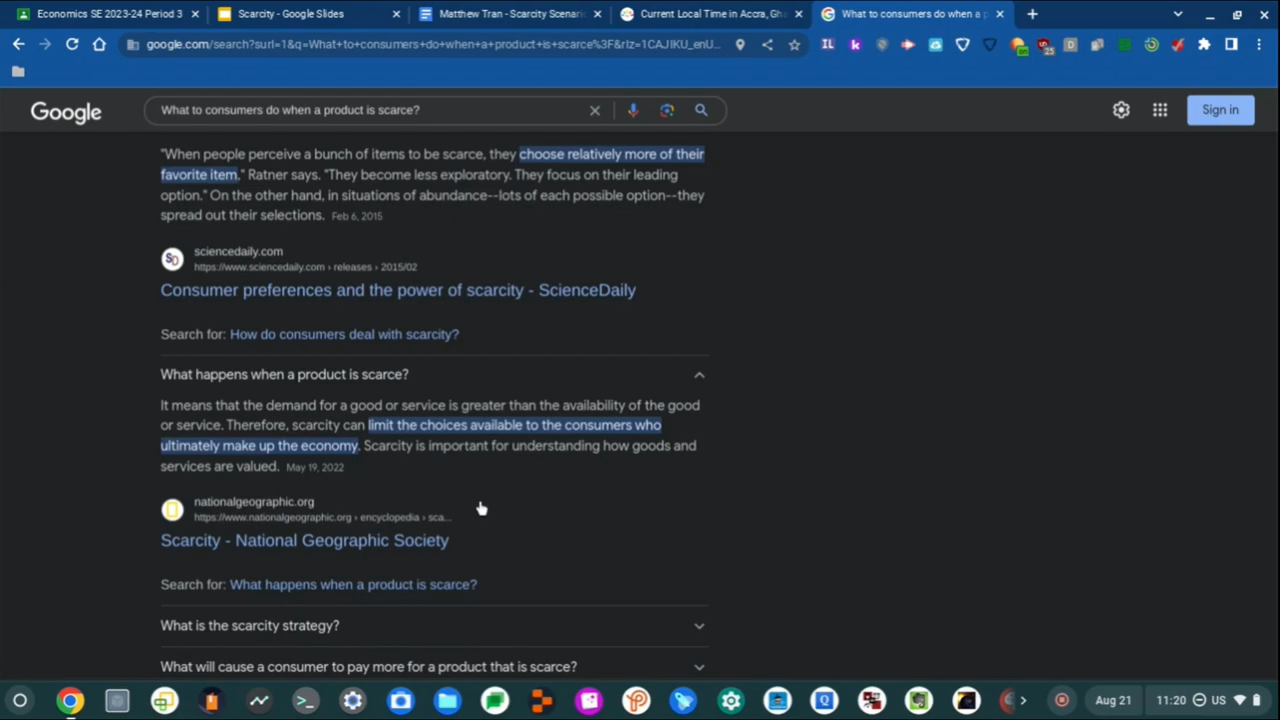 Economics SE 2023-24 Period 3
Scarcity - Google Slides
Matthew Tran - Scarcity Scenari
Current Local Time in Accra, Gh
What to consumers do when a p
google.com/search?surl=1&q=What+to+consumers+do+when+a+product+is+scarce%3F&rlz=1CAJIKU_enU...
Google
What to consumers do when a product is scarce?
Sign in
"When people perceive a bunch of items to be scarce, they choose relatively more of their
favorite item," Ratner says. "They become less exploratory. They focus on their leading
option." On the other hand, in situations of abundance--lots of each possible option--they
spread out their selections. Feb 6, 2015
sciencedaily.com
https://www.sciencedaily.com › releases › 2015/02
Consumer preferences and the power of scarcity - ScienceDaily
Search for: How do consumers deal with scarcity?
What happens when a product is scarce?
It means that the demand for a good or service is greater than the availability of the good
or service. Therefore, scarcity can limit the choices available to the consumers who
ultimately make up the economy. Scarcity is important for understanding how goods and
services are valued. May 19, 2022
nationalgeographic.org
https://www.nationalgeographic.org › encyclopedia › sca...
Scarcity - National Geographic Society
Search for: What happens when a product is scarce?
What is the scarcity strategy?
What will cause a consumer to pay more for a product that is scarce?
Aug 21
11:20
US